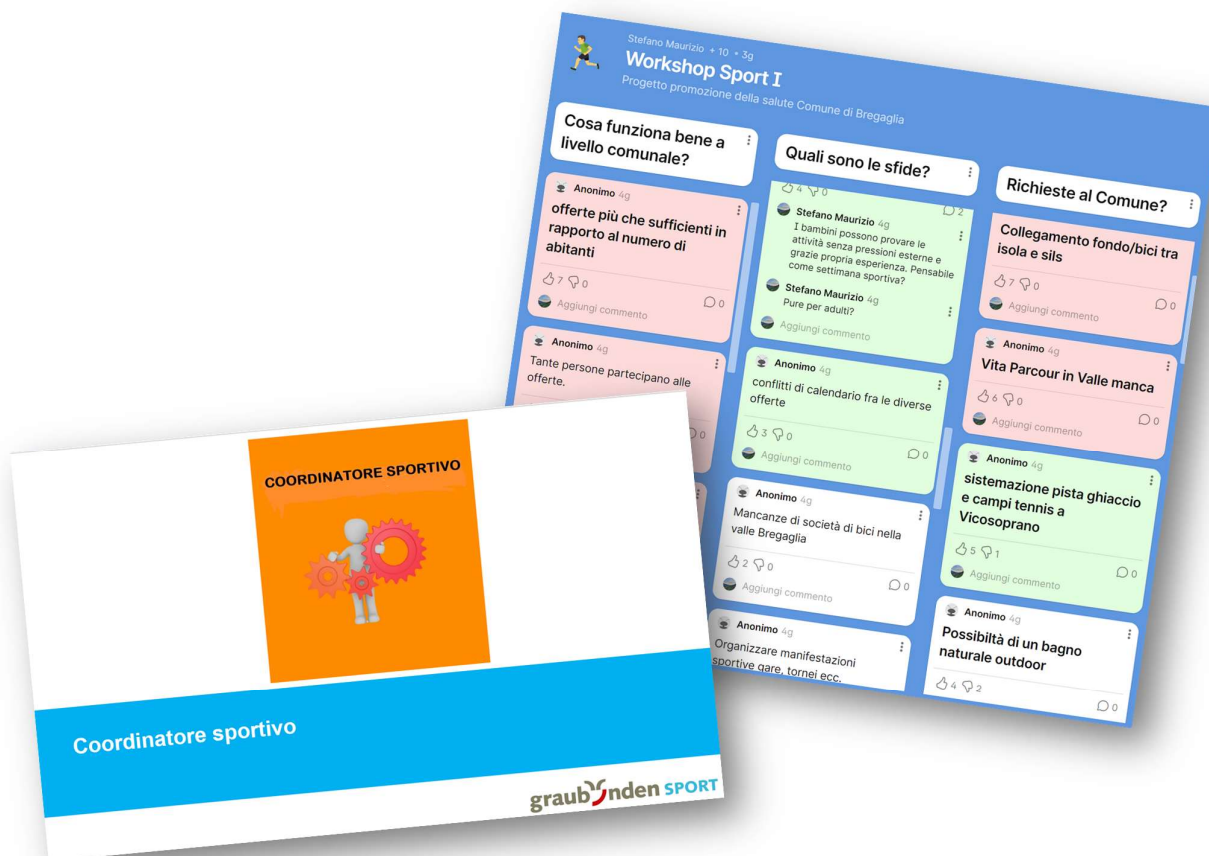 Stefano Maurizio + 10 • 3g
Workshop Sport I
Progetto promozione della salute Comune di Bregaglia
Cosa funziona bene a
livello comunale?
Anonimo 4g
offerte più che sufficienti in
rapporto al numero di
abitanti
7 0
0
Aggiungi commento
Anonimo 4g
Tante persone partecipano alle
offerte.
0
Quali sono le sfide?
4 0
2
Stefano Maurizio 4g
I bambini possono provare le
attività senza pressioni esterne e
grazie propria esperienza. Pensabile
come settimana sportiva?
Stefano Maurizio 4g
Pure per adulti?
Aggiungi commento
Anonimo 4g
conflitti di calendario fra le diverse
offerte
3 0
0
Aggiungi commento
Anonimo 4g
Mancanze di società di bici nella
valle Bregaglia
2 0
0
Aggiungi commento
Anonimo 4g
Organizzare manifestazioni
sportive gare, tornei ecc.
Richieste al Comune?
Collegamento fondo/bici tra
isola e sils
7 0
0
Aggiungi commento
Anonimo 4g
Vita Parcour in Valle manca
6 0
0
Aggiungi commento
Anonimo 4g
sistemazione pista ghiaccio
e campi tennis a
Vicosoprano
5 1
0
Aggiungi commento
Anonimo 4g
Possibiltà di un bagno
naturale outdoor
4 2
0
COORDINATORE SPORTIVO
Coordinatore sportivo
graubünden SPORT